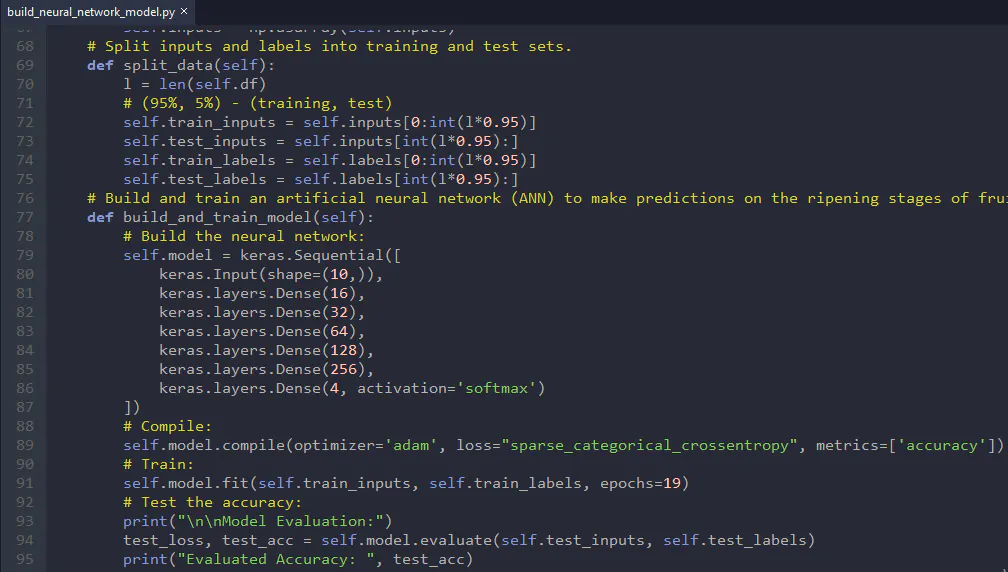 build_neural_network_model.py ×
67 self.inputs = np.asarray(self.inputs)
68 # Split inputs and labels into training and test sets.
69 def split_data(self):
70 l = len(self.df)
71 # (95%, 5%) - (training, test)
72 self.train_inputs = self.inputs[0:int(l*0.95)]
73 self.test_inputs = self.inputs[int(l*0.95):]
74 self.train_labels = self.labels[0:int(l*0.95)]
75 self.test_labels = self.labels[int(l*0.95):]
76 # Build and train an artificial neural network (ANN) to make predictions on the ripening stages of
77 def build_and_train_model(self):
78 # Build the neural network:
79 self.model = keras.Sequential([
80 keras.Input(shape=(10,)),
81 keras.layers.Dense(16),
82 keras.layers.Dense(32),
83 keras.layers.Dense(64),
84 keras.layers.Dense(128),
85 keras.layers.Dense(256),
86 keras.layers.Dense(4, activation='softmax')
87 ])
88 # Compile:
89 self.model.compile(optimizer='adam', loss="sparse_categorical_crossentropy", metrics=['accuracy'])
90 # Train:
91 self.model.fit(self.train_inputs, self.train_labels, epochs=19)
92 # Test the accuracy:
93 print("\n\nModel Evaluation:")
94 test_loss, test_acc = self.model.evaluate(self.test_inputs, self.test_labels)
95 print("Evaluated Accuracy: ", test_acc)